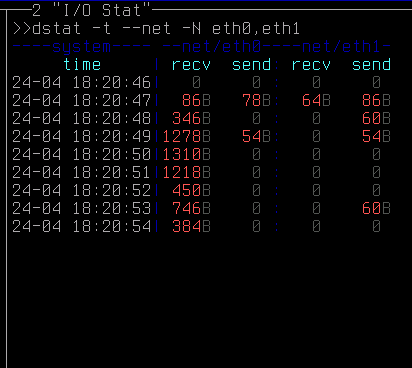 2 "I/O Stat"
>>dstat -t --net -N eth0,eth1
----system---- --net/eth0- --net/eth1-
time | recv send: recv send
24-04 18:20:46| 0 0 : 0 0
24-04 18:20:47| 86B 78B: 64B 86B
24-04 18:20:48| 346B 0 : 0 60B
24-04 18:20:49|1278B 54B: 0 54B
24-04 18:20:50|1310B 0 : 0 0
24-04 18:20:51|1218B 0 : 0 0
24-04 18:20:52| 450B 0 : 0 0
24-04 18:20:53| 746B 0 : 0 60B
24-04 18:20:54| 384B 0 : 0 0